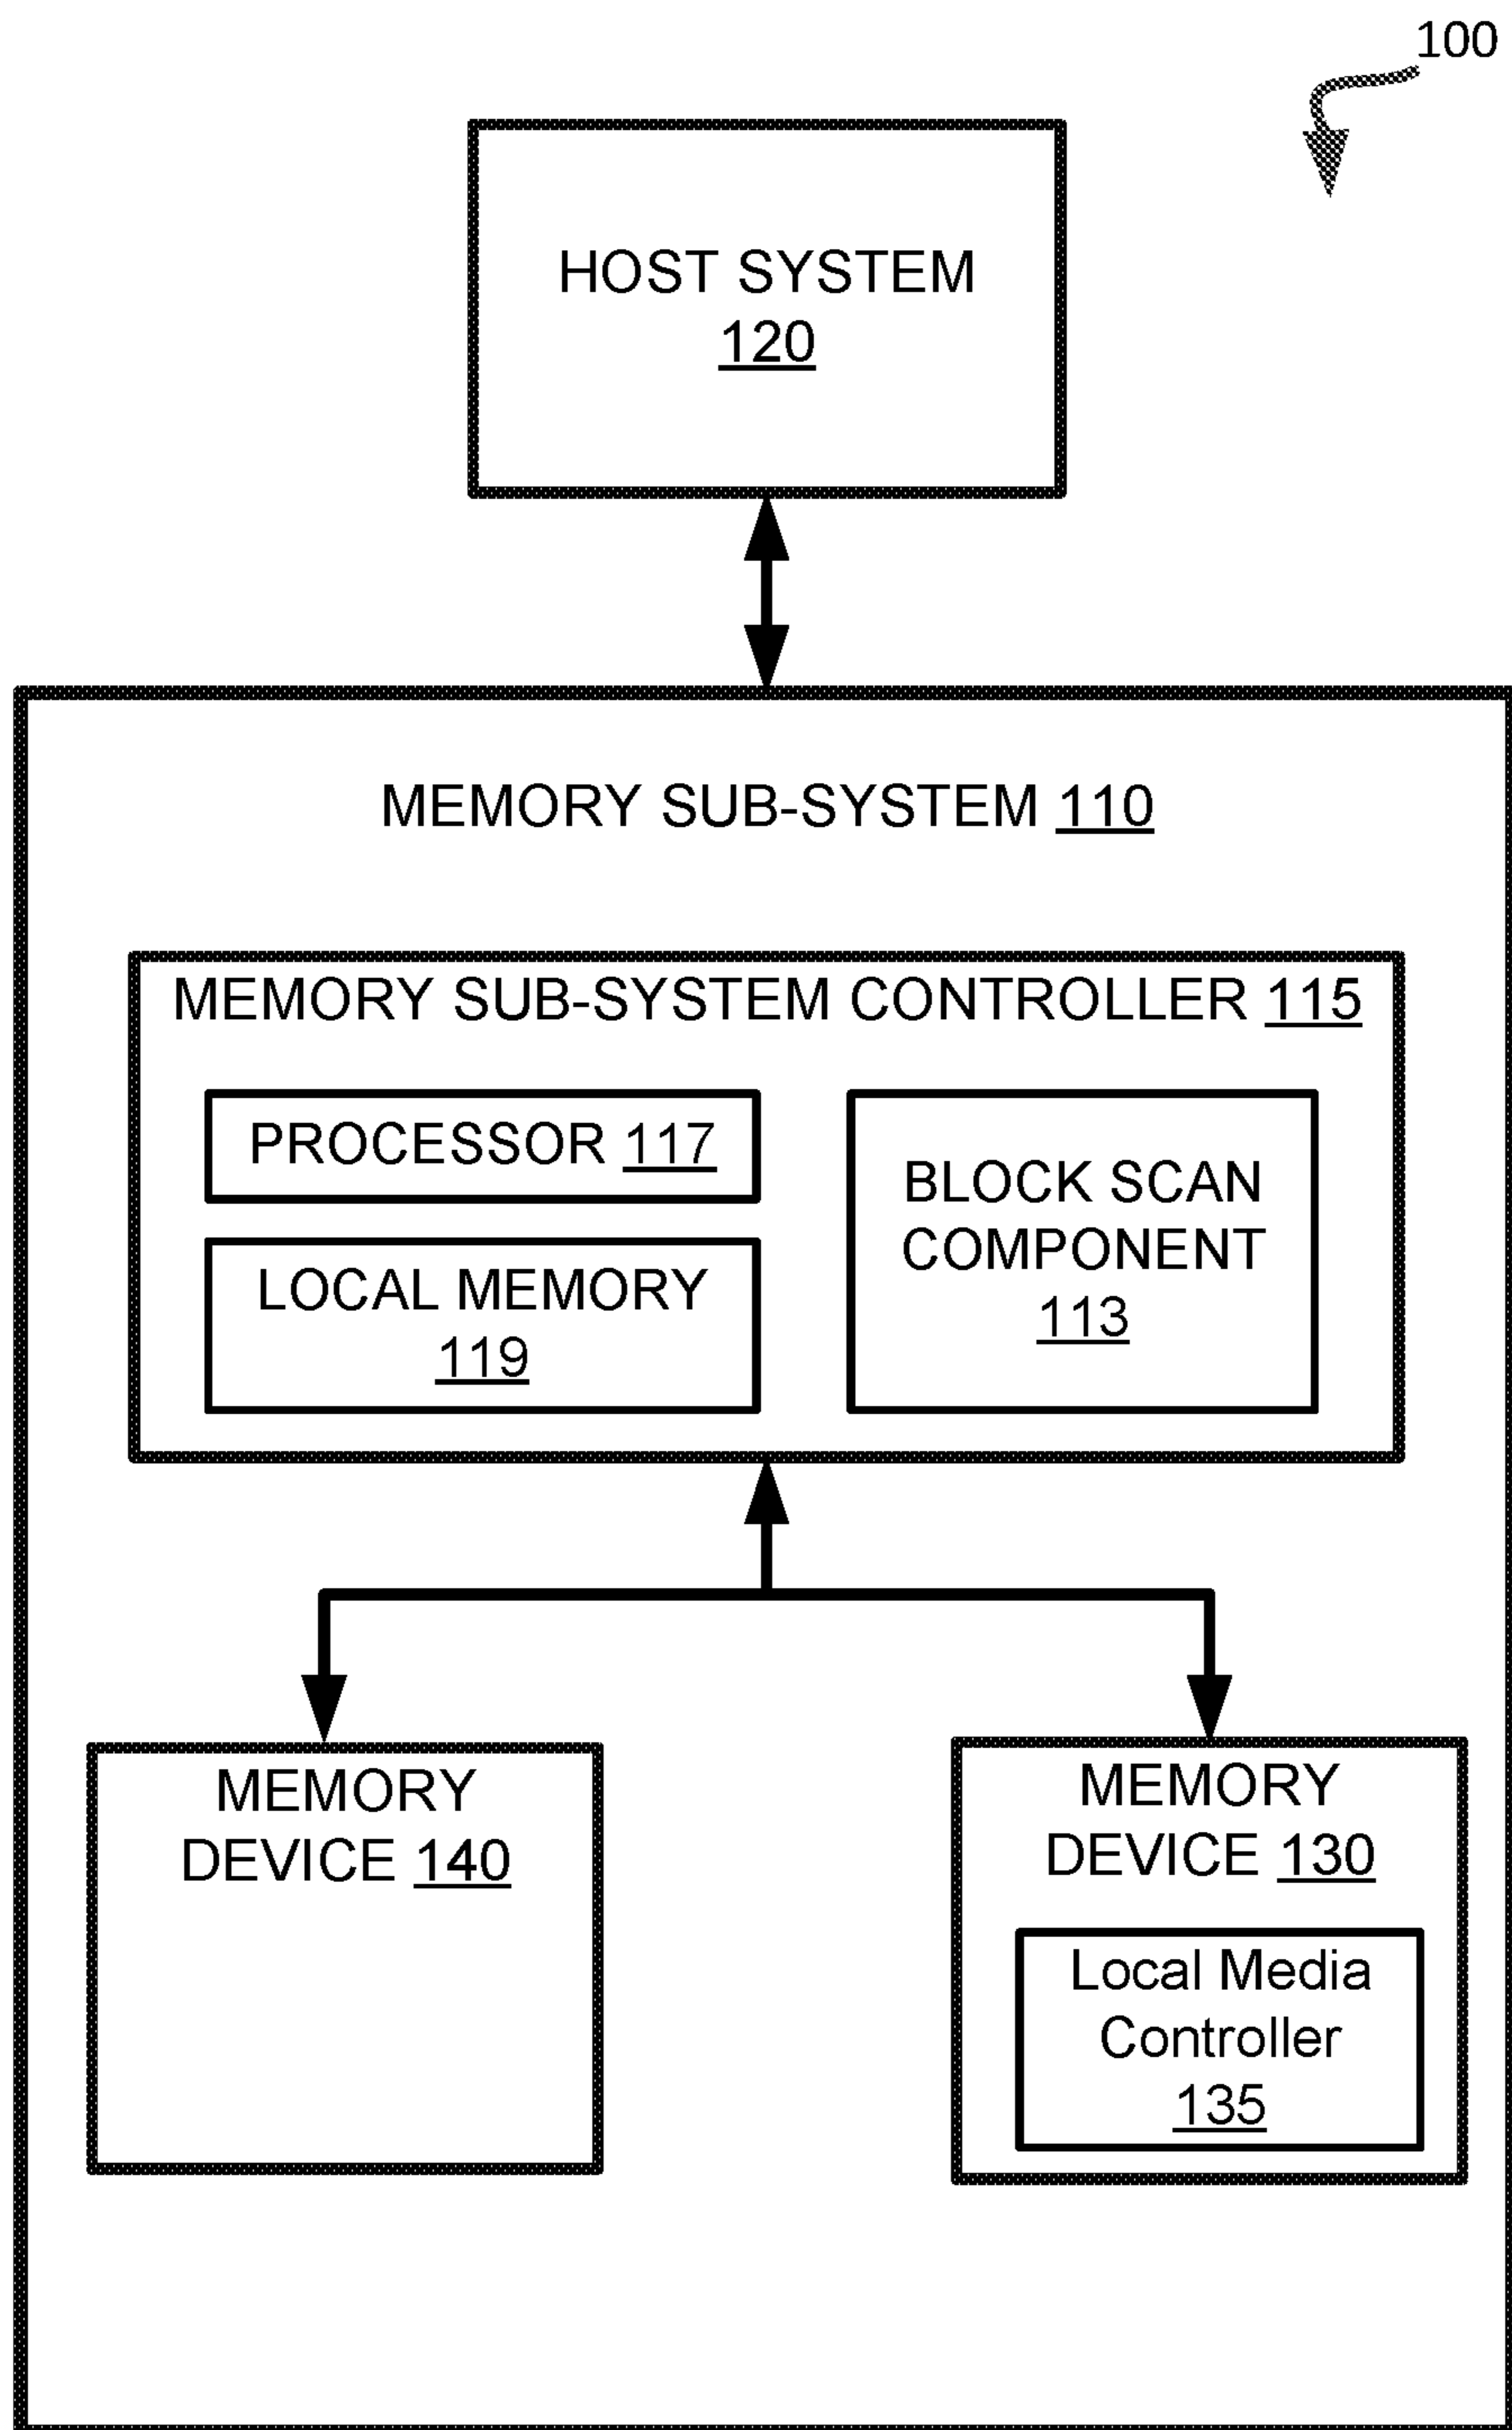 100
HOST SYSTEM
120
MEMORY SUB-SYSTEM 110
MEMORY SUB-SYSTEM CONTROLLER 115
PROCESSOR 117
LOCAL MEMORY
119
BLOCK SCAN
COMPONENT
113
MEMORY
DEVICE 140
MEMORY
DEVICE 130
Local Media
Controller
135